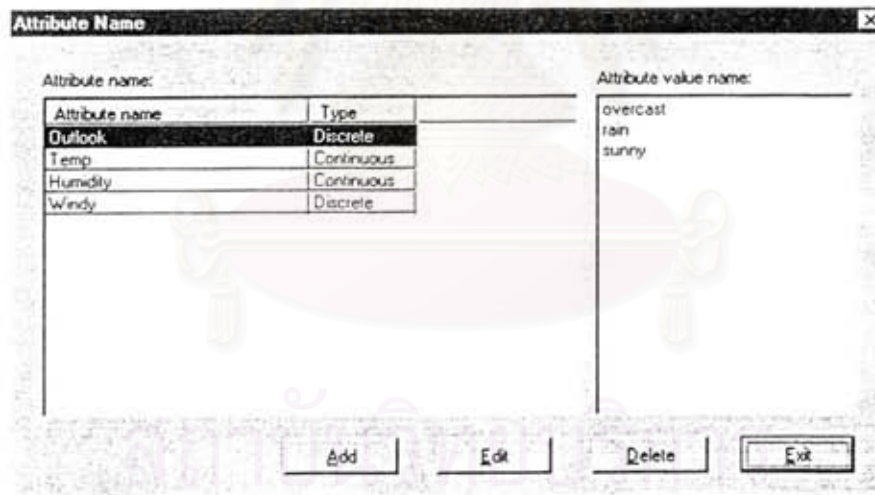 Attribute Name
Attribute name:
Attribute value name:
Attribute name Type
Outlook Discrete
Temp Continuous
Humidity Continuous
Windy Discrete
overcast
rain
sunny
Add Edit Delete Exit